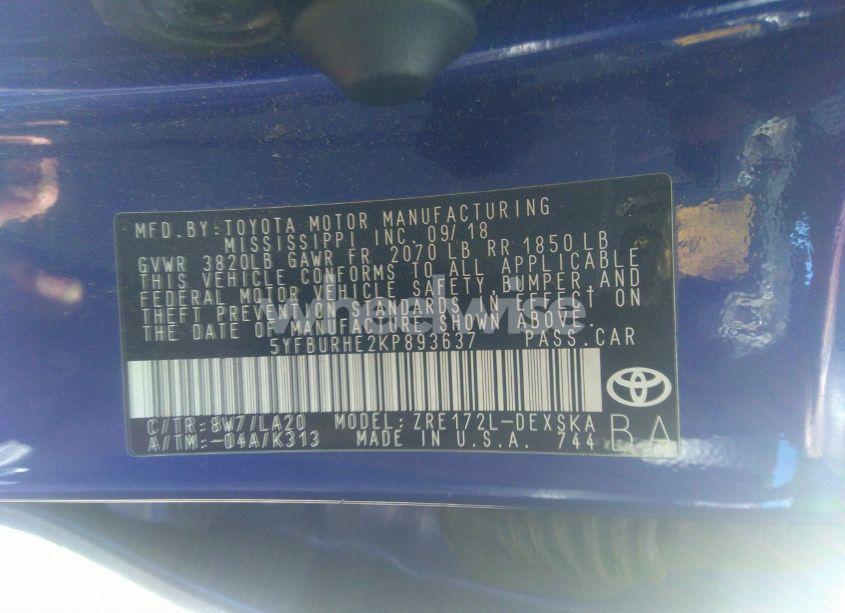 MFD.BY:TOYOTA MOTOR MANUFACTURING
MISSISSIPPI INC. 09/18
GVWR 3820LB GAWR FR 2070 LB RR 1850 LB
THIS VEHICLE CONFORMS TO ALL APPLICABLE
FEDERAL MOTOR VEHICLE SAFETY,BUMPER,AND
THEFT PREVENTION STANDARDS IN EFFECT ON
THE DATE OF MANUFACTURE SHOWN ABOVE.
wheelwise
5YFBURHE2KP893637 PASS.CAR
C/TR:8W7/LA20 MODEL:ZRE172L-DEXSKA
A/TM:-04A/K313 MADE IN U.S.A. 744 BA